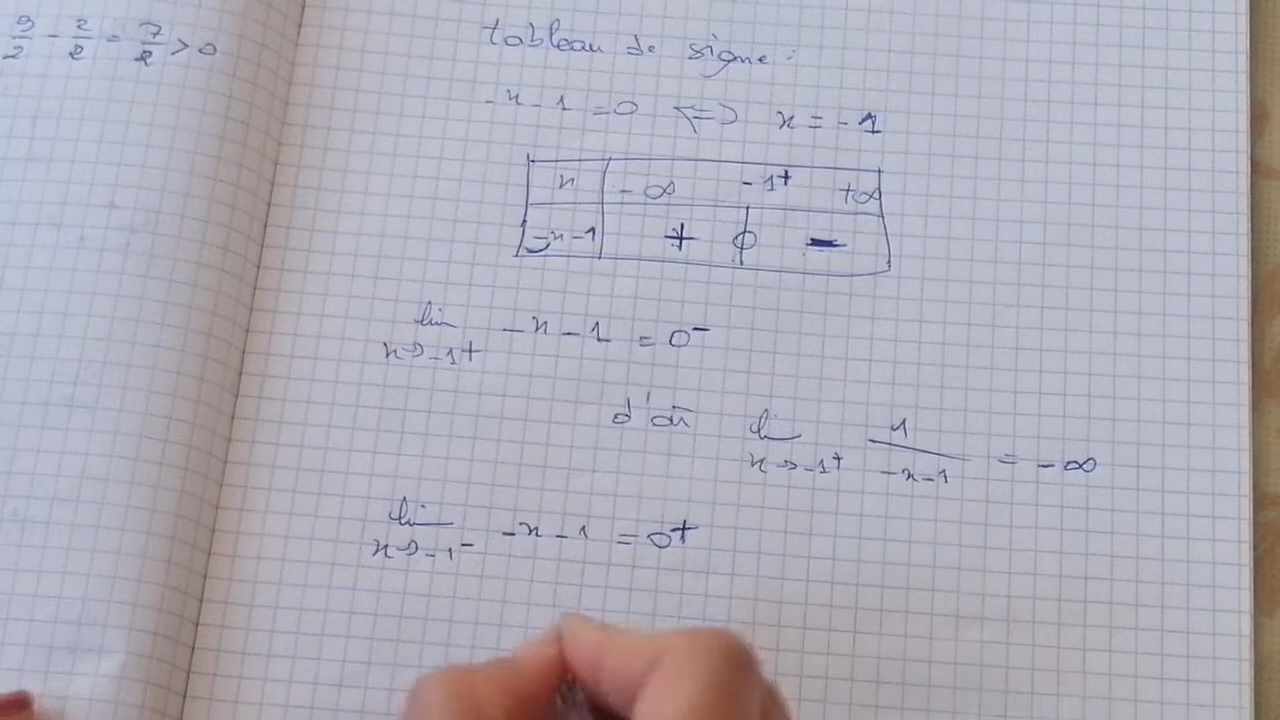 9/2 - 2/2 = 7/2 > 0
tableau de signe :
-x - 1 = 0 <=> x = -1
x -∞ -1+ +∞
-x-1 + 0 -
lim x→-1+ -x - 1 = 0-
d'où lim x→-1+ 1/(-x-1) = -∞
lim x→-1- -x - 1 = 0+